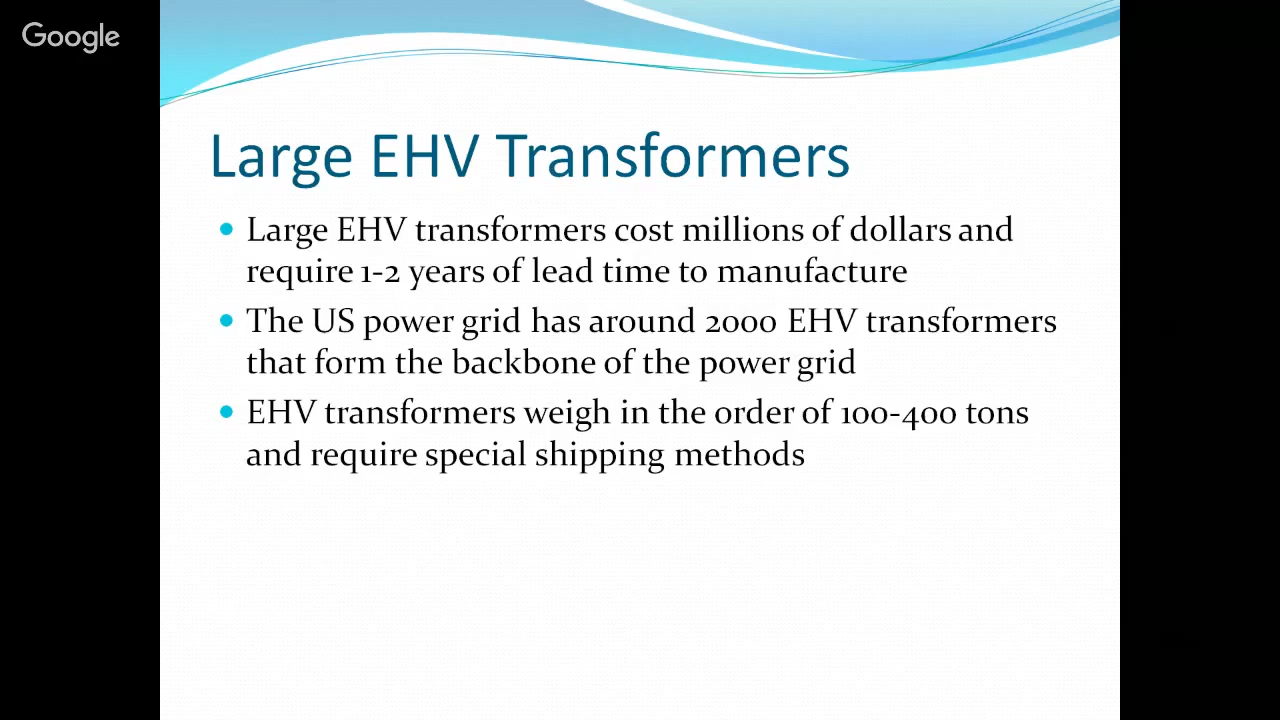 Google
Large EHV Transformers
Large EHV transformers cost millions of dollars and
require 1-2 years of lead time to manufacture
The US power grid has around 2000 EHV transformers
that form the backbone of the power grid
EHV transformers weigh in the order of 100-400 tons
and require special shipping methods